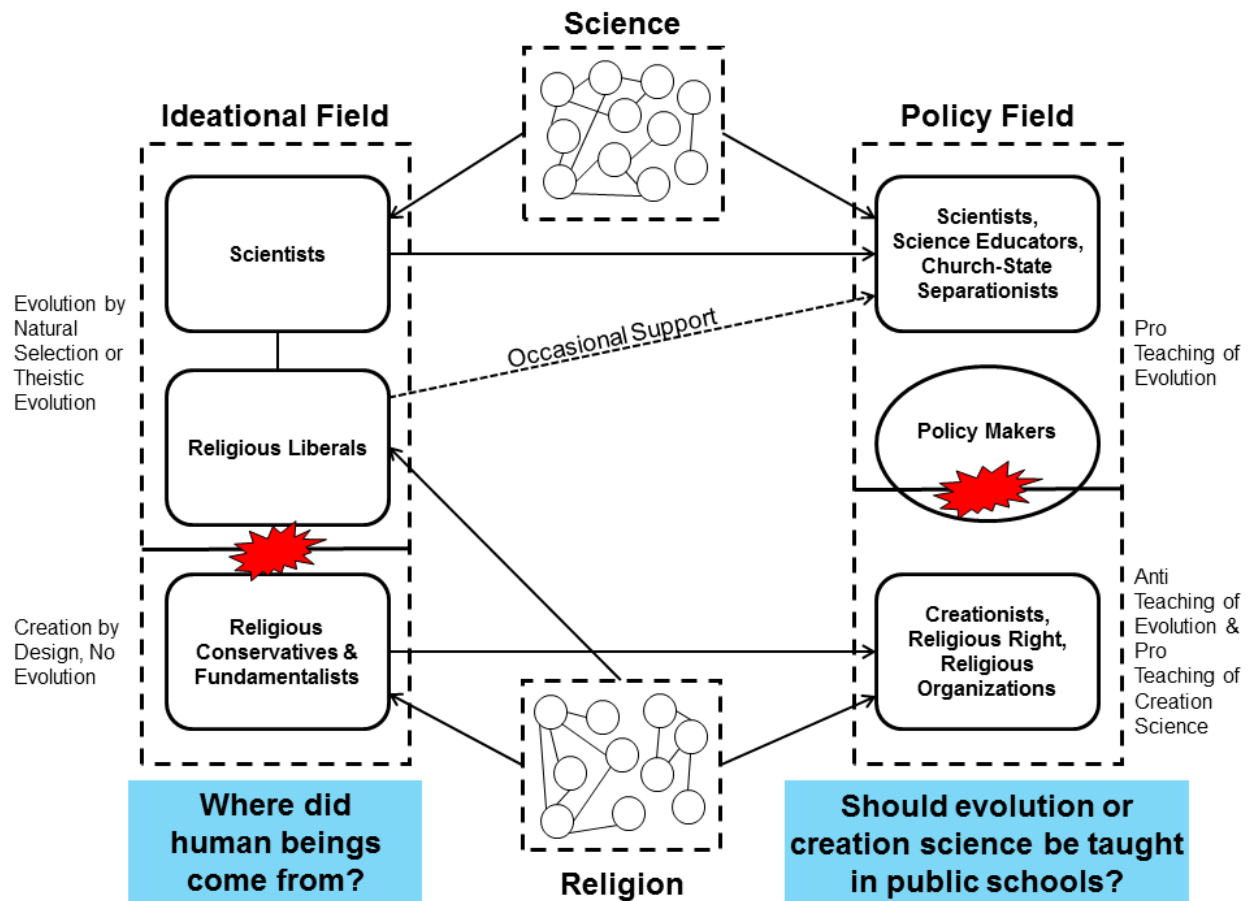 Science
Ideational Field
Policy Field
Scientists
Scientists,
Science Educators,
Church-State
Separationists
Evolution by
Natural
Selection or
Theistic
Evolution
Occasional Support
Pro
Teaching of
Evolution
Religious Liberals
Policy Makers
Creation by
Design, No
Evolution
Religious
Conservatives &
Fundamentalists
Creationists,
Religious Right,
Religious
Organizations
Anti
Teaching of
Evolution &
Pro
Teaching of
Creation
Science
Where did
human beings
come from?
Religion
Should evolution or
creation science be taught
in public schools?